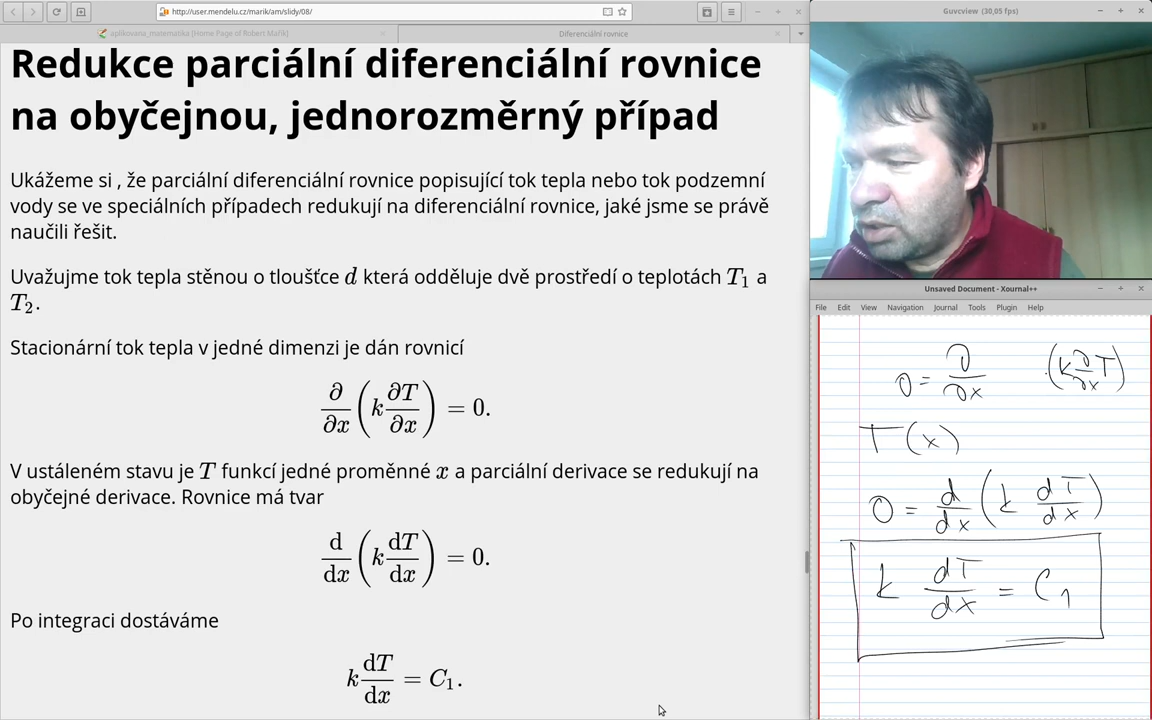 http://user.mendelu.cz/marik/am/slidy/08/
aplikovana_matematika [Home Page of Robert Mařík]
Diferenciální rovnice
Redukce parciální diferenciální rovnice
na obyčejnou, jednorozměrný případ
Ukážeme si , že parciální diferenciální rovnice popisující tok tepla nebo tok podzemní
vody se ve speciálních případech redukují na diferenciální rovnice, jaké jsme se právě
naučili řešit.
Uvažujme tok tepla stěnou o tloušťce d která odděluje dvě prostředí o teplotách T₁ a
T₂.
Stacionární tok tepla v jedné dimenzi je dán rovnicí
∂/∂x (k ∂T/∂x) = 0.
V ustáleném stavu je T funkcí jedné proměnné x a parciální derivace se redukují na
obyčejné derivace. Rovnice má tvar
d/dx (k dT/dx) = 0.
Po integraci dostáváme
k dT/dx = C₁.
Guvcview (30,05 fps)
Unsaved Document - Xournal++
File Edit View Navigation Journal Tools Plugin Help
0 = ∂/∂x (k ∂/∂x T)
T(x)
0 = d/dx (k dT/dx)
k dT/dx = C₁